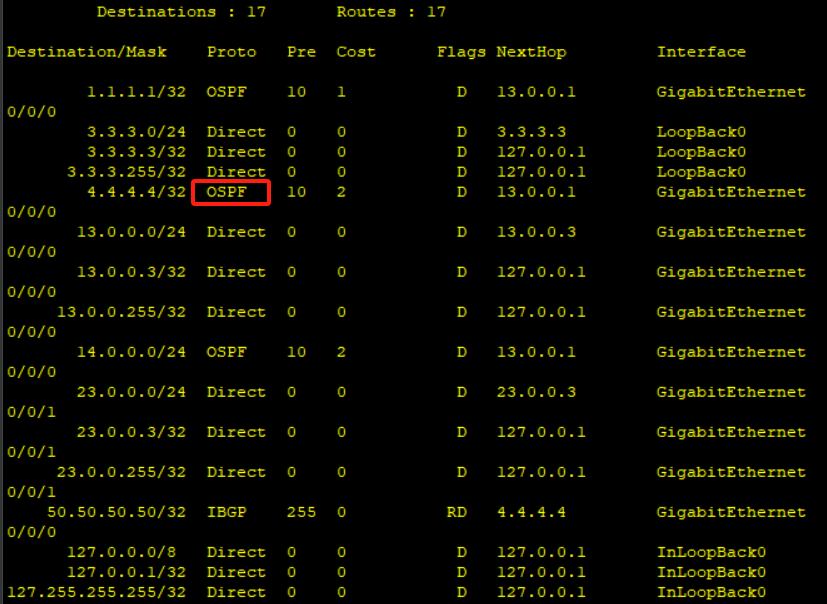 Destinations : 17 Routes : 17
Destination/Mask Proto Pre Cost Flags NextHop Interface
1.1.1.1/32 OSPF 10 1 D 13.0.0.1 GigabitEthernet
0/0/0
3.3.3.0/24 Direct 0 0 D 3.3.3.3 LoopBack0
3.3.3.3/32 Direct 0 0 D 127.0.0.1 LoopBack0
3.3.3.255/32 Direct 0 0 D 127.0.0.1 LoopBack0
4.4.4.4/32 OSPF 10 2 D 13.0.0.1 GigabitEthernet
0/0/0
13.0.0.0/24 Direct 0 0 D 13.0.0.3 GigabitEthernet
0/0/0
13.0.0.3/32 Direct 0 0 D 127.0.0.1 GigabitEthernet
0/0/0
13.0.0.255/32 Direct 0 0 D 127.0.0.1 GigabitEthernet
0/0/0
14.0.0.0/24 OSPF 10 2 D 13.0.0.1 GigabitEthernet
0/0/0
23.0.0.0/24 Direct 0 0 D 23.0.0.3 GigabitEthernet
0/0/1
23.0.0.3/32 Direct 0 0 D 127.0.0.1 GigabitEthernet
0/0/1
23.0.0.255/32 Direct 0 0 D 127.0.0.1 GigabitEthernet
0/0/1
50.50.50.50/32 IBGP 255 0 RD 4.4.4.4 GigabitEthernet
0/0/0
127.0.0.0/8 Direct 0 0 D 127.0.0.1 InLoopBack0
127.0.0.1/32 Direct 0 0 D 127.0.0.1 InLoopBack0
127.255.255.255/32 Direct 0 0 D 127.0.0.1 InLoopBack0